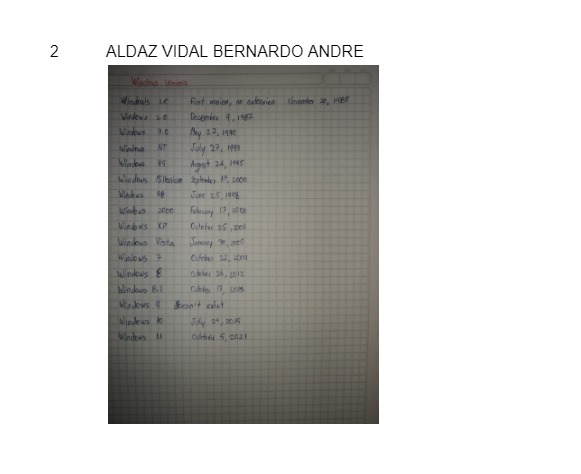 2 ALDAZ VIDAL BERNARDO ANDRE
Windows Versions
Windows 1.0 First version, an extension November 20, 1985
Windows 2.0 December 9, 1987
Windows 3.0 May 22, 1990
Windows NT July 27, 1993
Windows 95 August 24, 1995
Windows Millenium September 14, 2000
Windows 98 June 25, 1998
Windows 2000 February 17, 2000
Windows XP October 25, 2001
Windows Vista January 30, 2007
Windows 7 October 22, 2009
Windows 8 October 26, 2012
Windows 8.1 October 17, 2013
Windows 9 doesn't exist
Windows 10 July 29, 2015
Windows 11 October 5, 2021